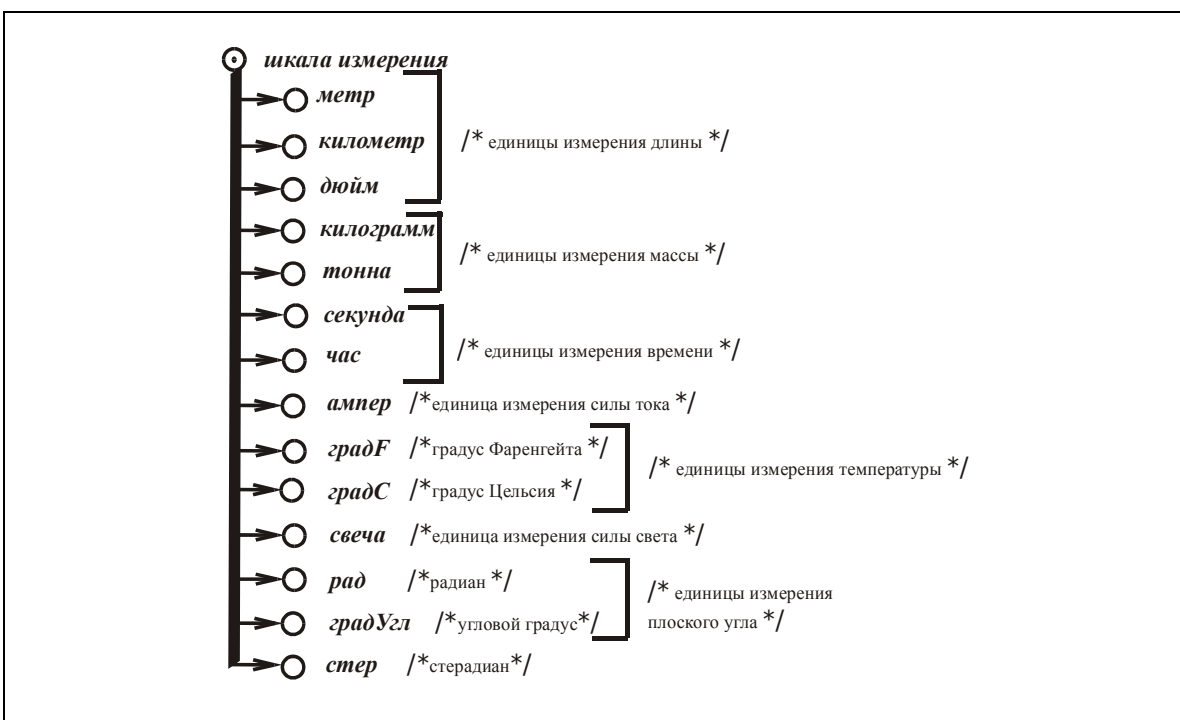 шкала измерения
метр
километр /* единицы измерения длины */
дюйм
килограмм
/* единицы измерения массы */
тонна
секунда
час /* единицы измерения времени */
ампер /*единица измерения силы тока */
градF /*градус Фаренгейта */
/* единицы измерения температуры */
градC /*градус Цельсия */
свеча /*единица измерения силы света */
рад /*радиан */
/* единицы измерения
градУгл /*угловой градус*/
плоского угла */
стер /*стерадиан*/